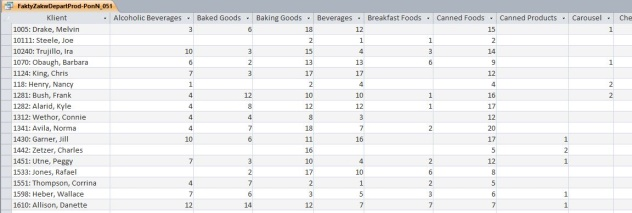 FaktyZakwDepartProd-PonN_051
Klient Alcoholic Beverages Baked Goods Baking Goods Beverages Breakfast Foods Canned Foods Canned Products Carousel Che
1005: Drake, Melvin 3 6 18 12 15 1
10111: Steele, Joe 2 1 1 2
10240: Trujillo, Ira 10 3 15 4 3 14
1070: Obaugh, Barbara 6 2 13 13 6 9 1
1124: King, Chris 7 3 17 17 12
118: Henry, Nancy 1 2 4 4 2
1281: Bush, Frank 4 12 10 10 1 16 2
1282: Alarid, Kyle 4 8 12 12 1 17
1312: Wethor, Connie 4 4 8 3 12
1341: Avila, Norma 4 7 18 7 2 20
1430: Garner, Jill 10 6 11 16 17 1
1442: Zetzer, Charles 16 5 2
1451: Utne, Peggy 7 3 10 4 2 12 1
1533: Jones, Rafael 2 17 10 6 8
1551: Thompson, Corrina 4 7 2 1 2 5
1598: Heber, Wallace 7 6 3 5 3 6 1
1610: Allison, Danette 12 14 12 7 7 7 1